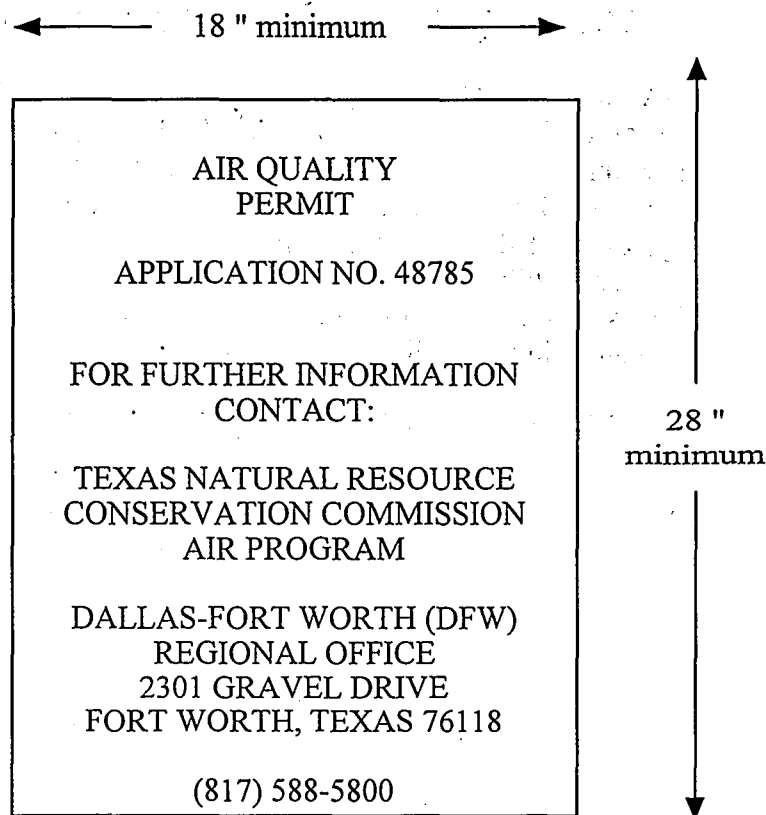 18 " minimum
AIR QUALITY
PERMIT
APPLICATION NO. 48785
FOR FURTHER INFORMATION
CONTACT:
TEXAS NATURAL RESOURCE
CONSERVATION COMMISSION
AIR PROGRAM
DALLAS-FORT WORTH (DFW)
REGIONAL OFFICE
2301 GRAVEL DRIVE
FORT WORTH, TEXAS 76118
(817) 588-5800
28 "
minimum